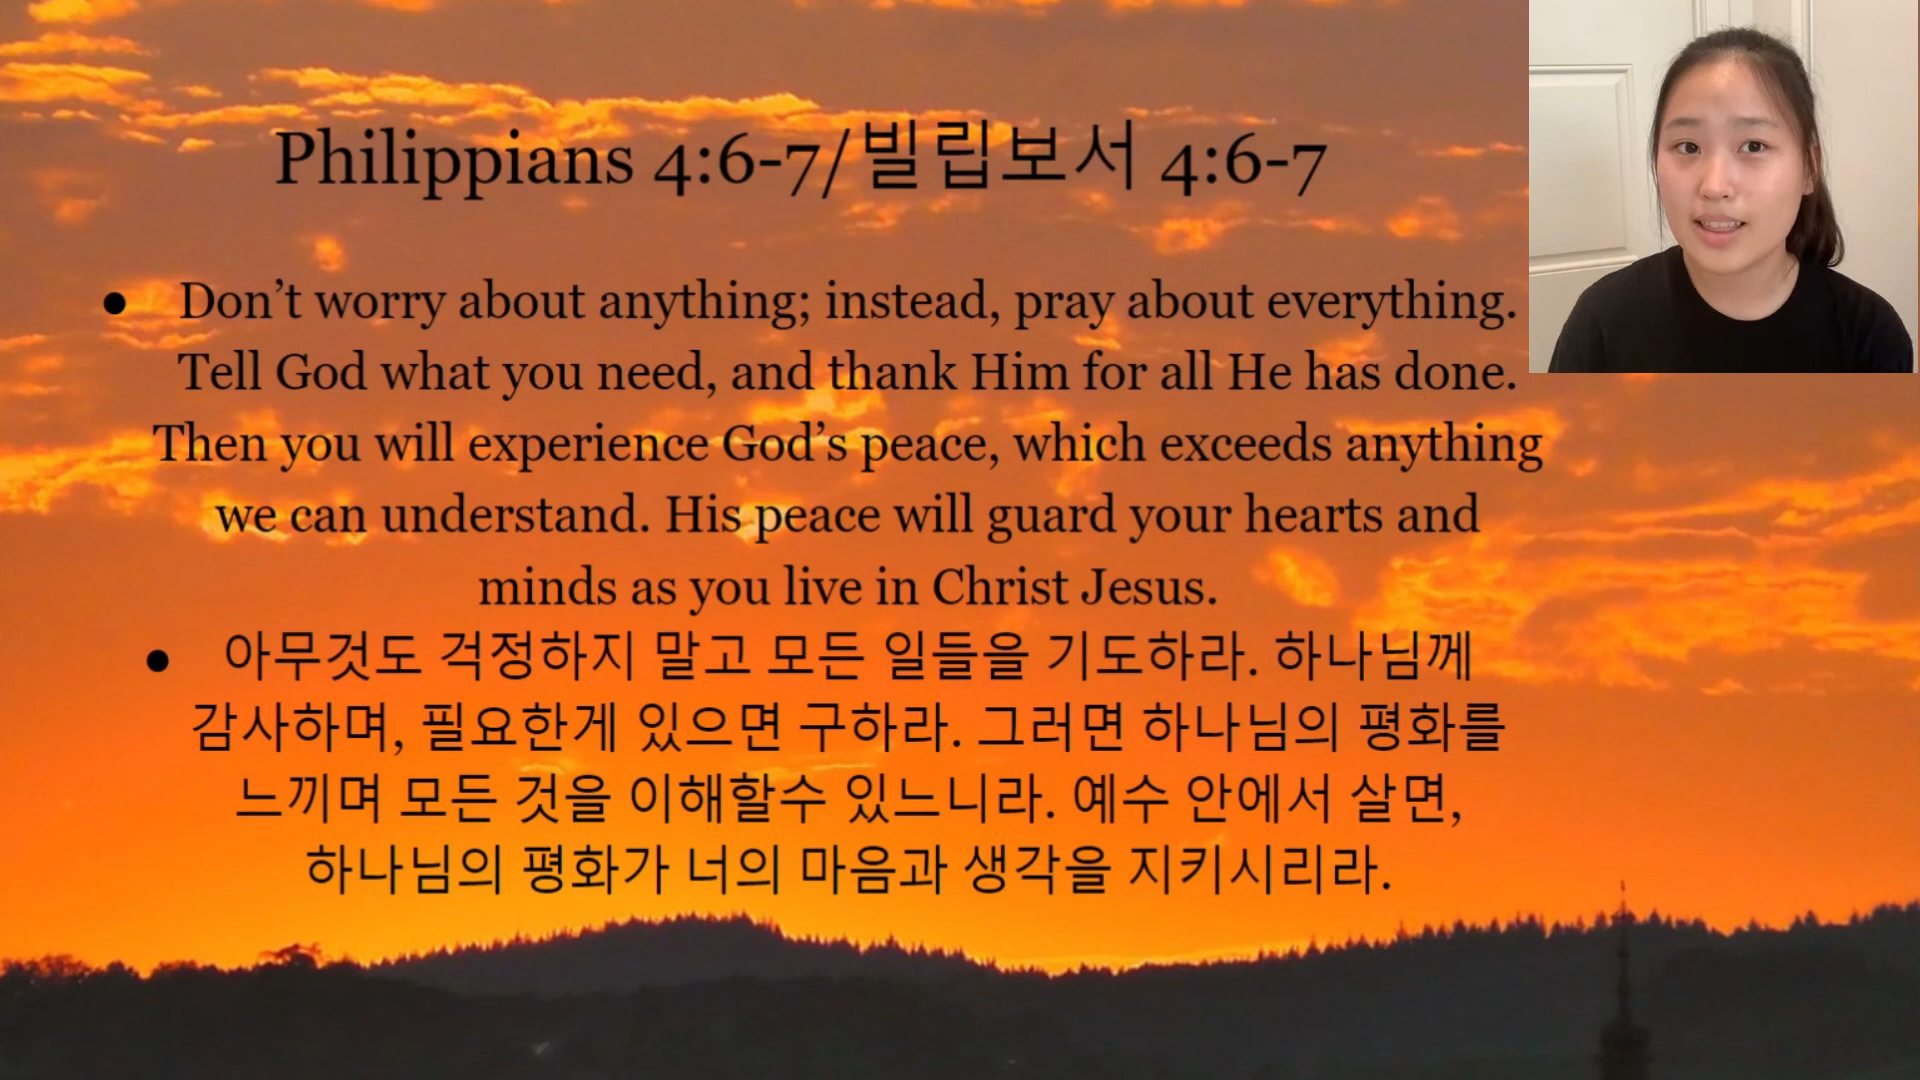 Philippians 4:6-7/빌립보서 4:6-7
● Don’t worry about anything; instead, pray about everything.
Tell God what you need, and thank Him for all He has done.
Then you will experience God’s peace, which exceeds anything
we can understand. His peace will guard your hearts and
minds as you live in Christ Jesus.
● 아무것도 걱정하지 말고 모든 일들을 기도하라. 하나님께
감사하며, 필요한게 있으면 구하라. 그러면 하나님의 평화를
느끼며 모든 것을 이해할수 있느니라. 예수 안에서 살면,
하나님의 평화가 너의 마음과 생각을 지키시리라.